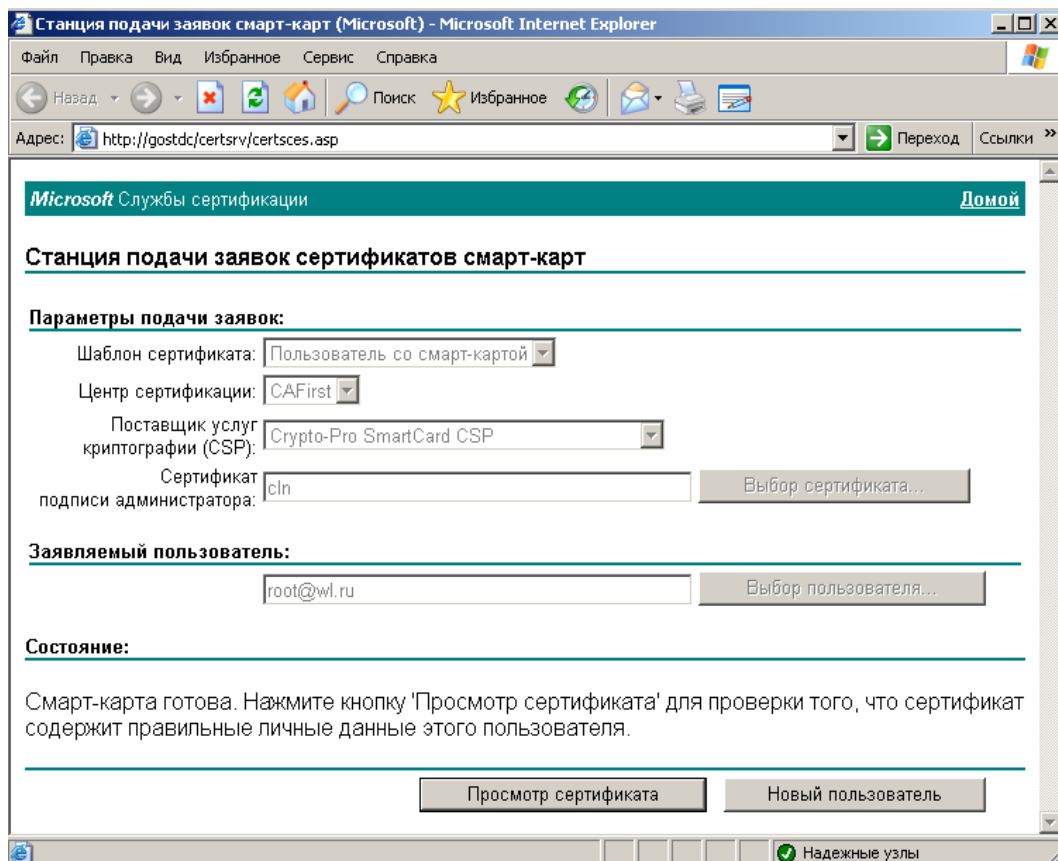 Станция подачи заявок смарт-карт (Microsoft) - Microsoft Internet Explorer
Файл Правка Вид Избранное Сервис Справка
Назад Поиск Избранное
Адрес: http://gostdc/certsrv/certsces.asp Переход Ссылки »
Microsoft Службы сертификации Домой
Станция подачи заявок сертификатов смарт-карт
Параметры подачи заявок:
Шаблон сертификата: Пользователь со смарт-картой
Центр сертификации: CAFirst
Поставщик услуг
криптографии (CSP): Crypto-Pro SmartCard CSP
Сертификат
подписи администратора: cln Выбор сертификата...
Заявляемый пользователь:
root@wl.ru Выбор пользователя...
Состояние:
Смарт-карта готова. Нажмите кнопку 'Просмотр сертификата' для проверки того, что сертификат
содержит правильные личные данные этого пользователя.
Просмотр сертификата Новый пользователь
Надежные узлы